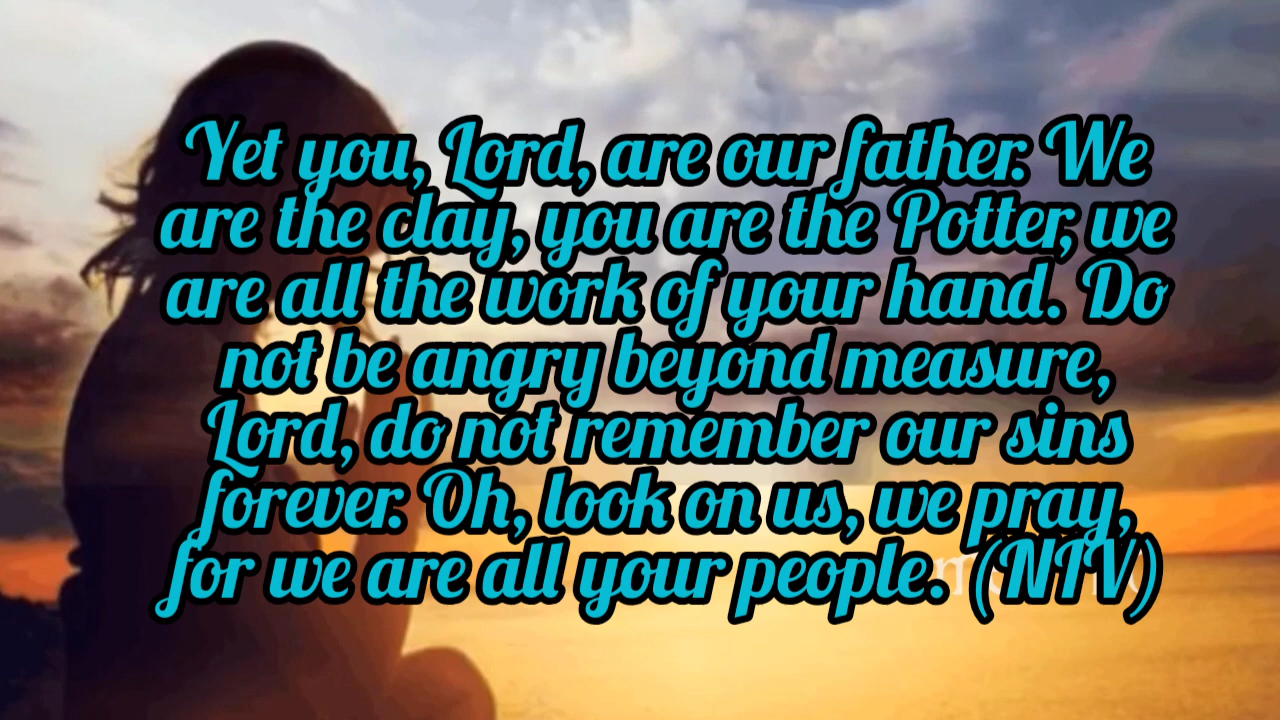 Yet you, Lord, are our father. We
are the clay, you are the Potter, we
are all the work of your hand. Do
not be angry beyond measure,
Lord, do not remember our sins
forever. Oh, look on us, we pray,
for we are all your people. (NIV)